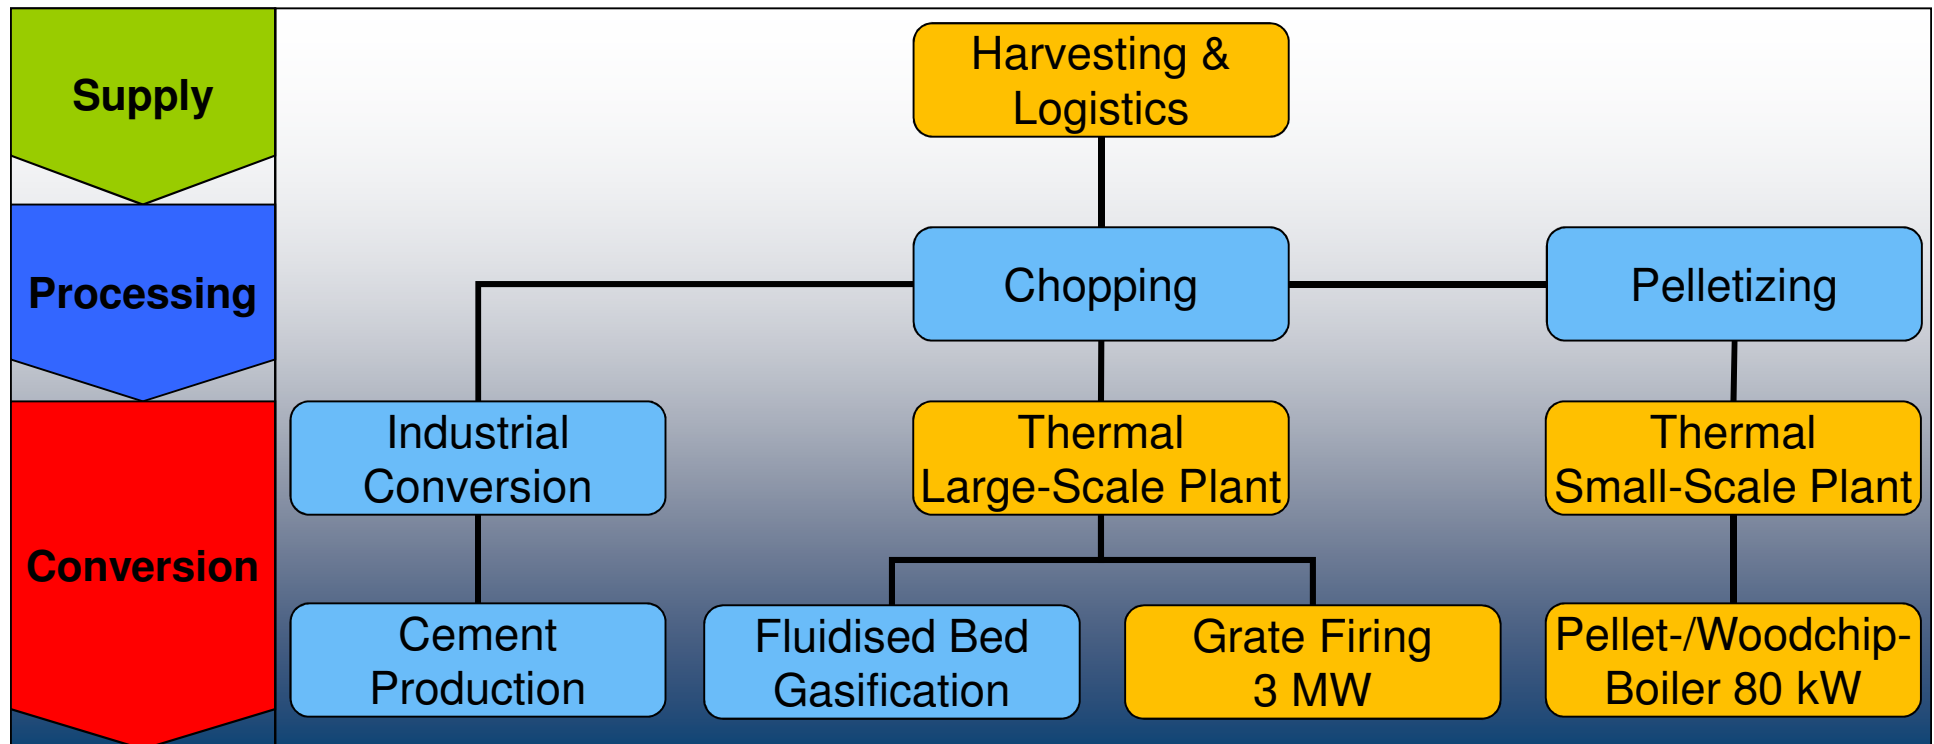 Supply
Harvesting &
Logistics
Processing
Chopping
Pelletizing
Conversion
Industrial
Conversion
Thermal
Large-Scale Plant
Thermal
Small-Scale Plant
Cement
Production
Fluidised Bed
Gasification
Grate Firing
3 MW
Pellet-/Woodchip-
Boiler 80 kW